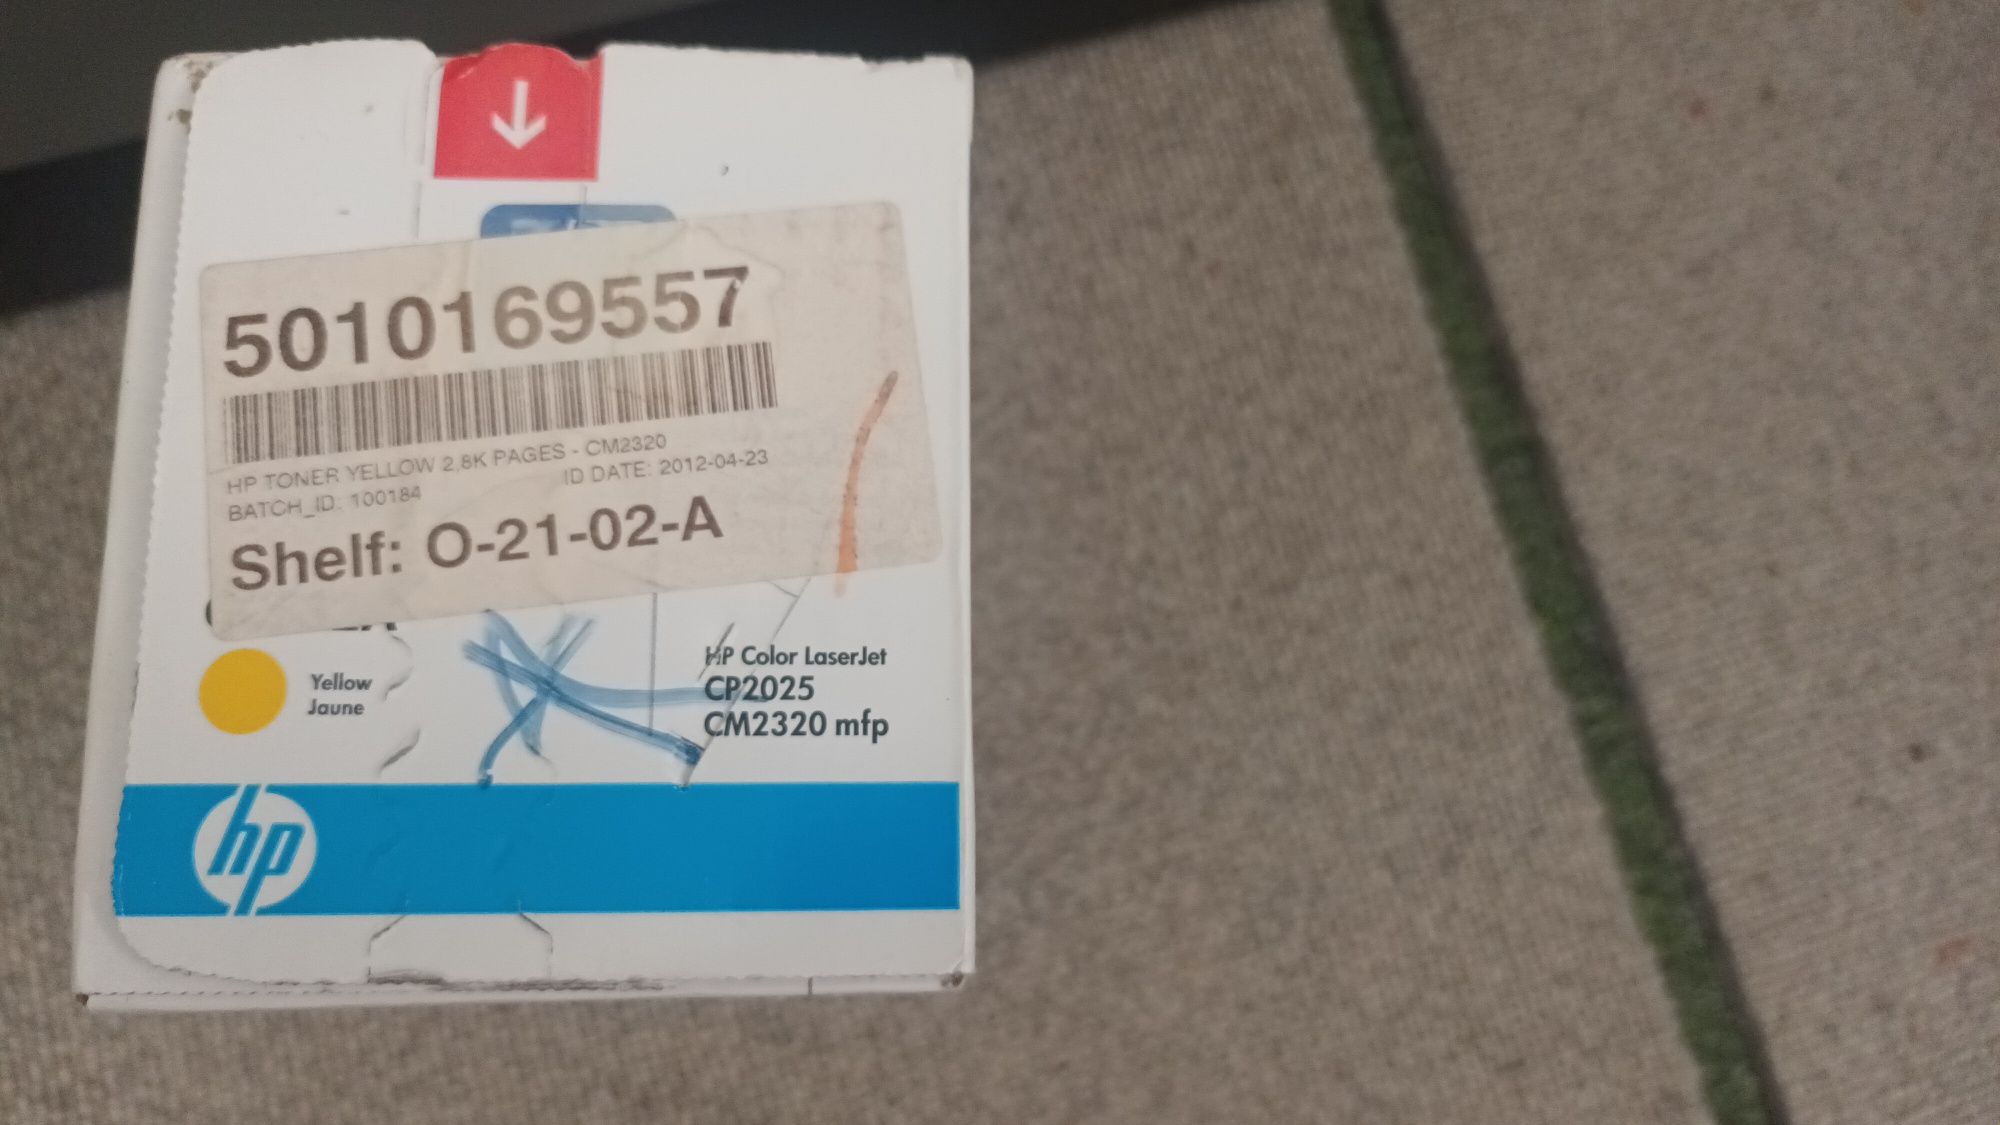 5010169557
HP TONER YELLOW 2,8K PAGES - CM2320
BATCH_ID: 100184 ID DATE: 2012-04-23
Shelf: O-21-02-A
Yellow
Jaune
HP Color LaserJet
CP2025
CM2320 mfp
hp